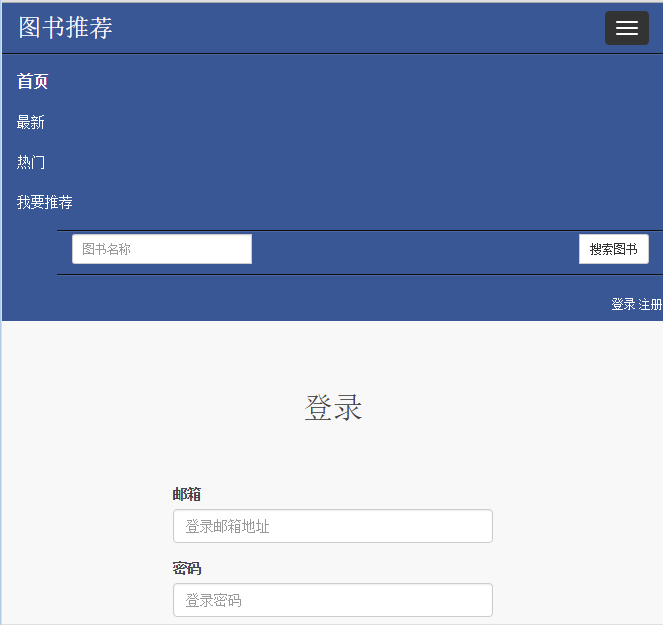 图书推荐
首页
最新
热门
我要推荐
图书名称 搜索图书
登录 注册
登录
邮箱
登录邮箱地址
密码
登录密码